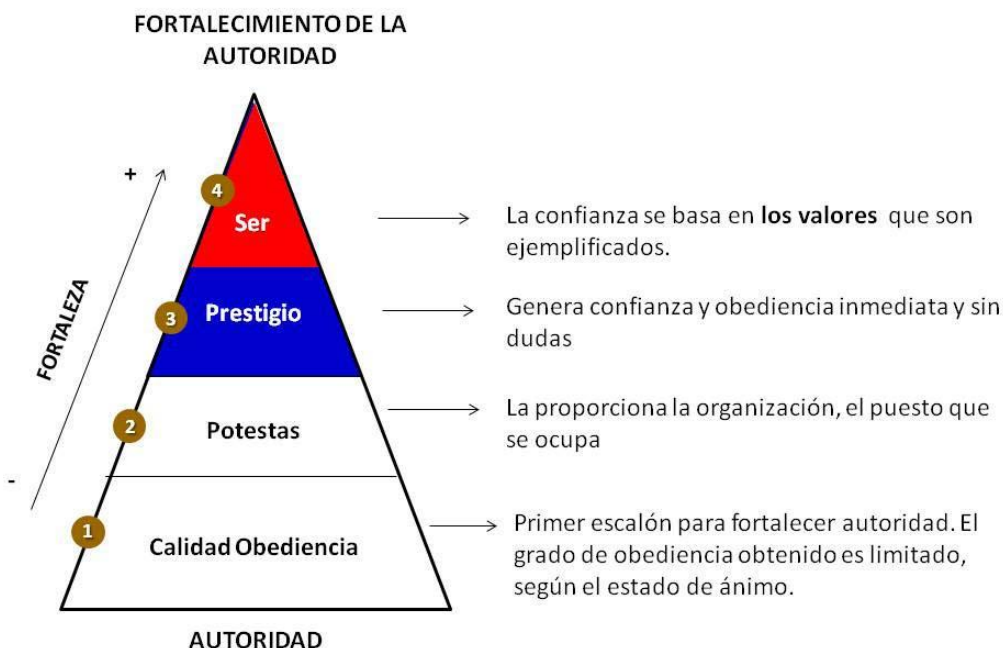 FORTALECIMIENTO DE LA
AUTORIDAD
+
4
Ser
La confianza se basa en los valores que son
ejemplificados.
FORTALEZA
3
Prestigio
Genera confianza y obediencia inmediata y sin
dudas
2
Potestas
La proporciona la organización, el puesto que
se ocupa
-
1
Calidad Obediencia
Primer escalón para fortalecer autoridad. El
grado de obediencia obtenido es limitado,
según el estado de ánimo.
AUTORIDAD